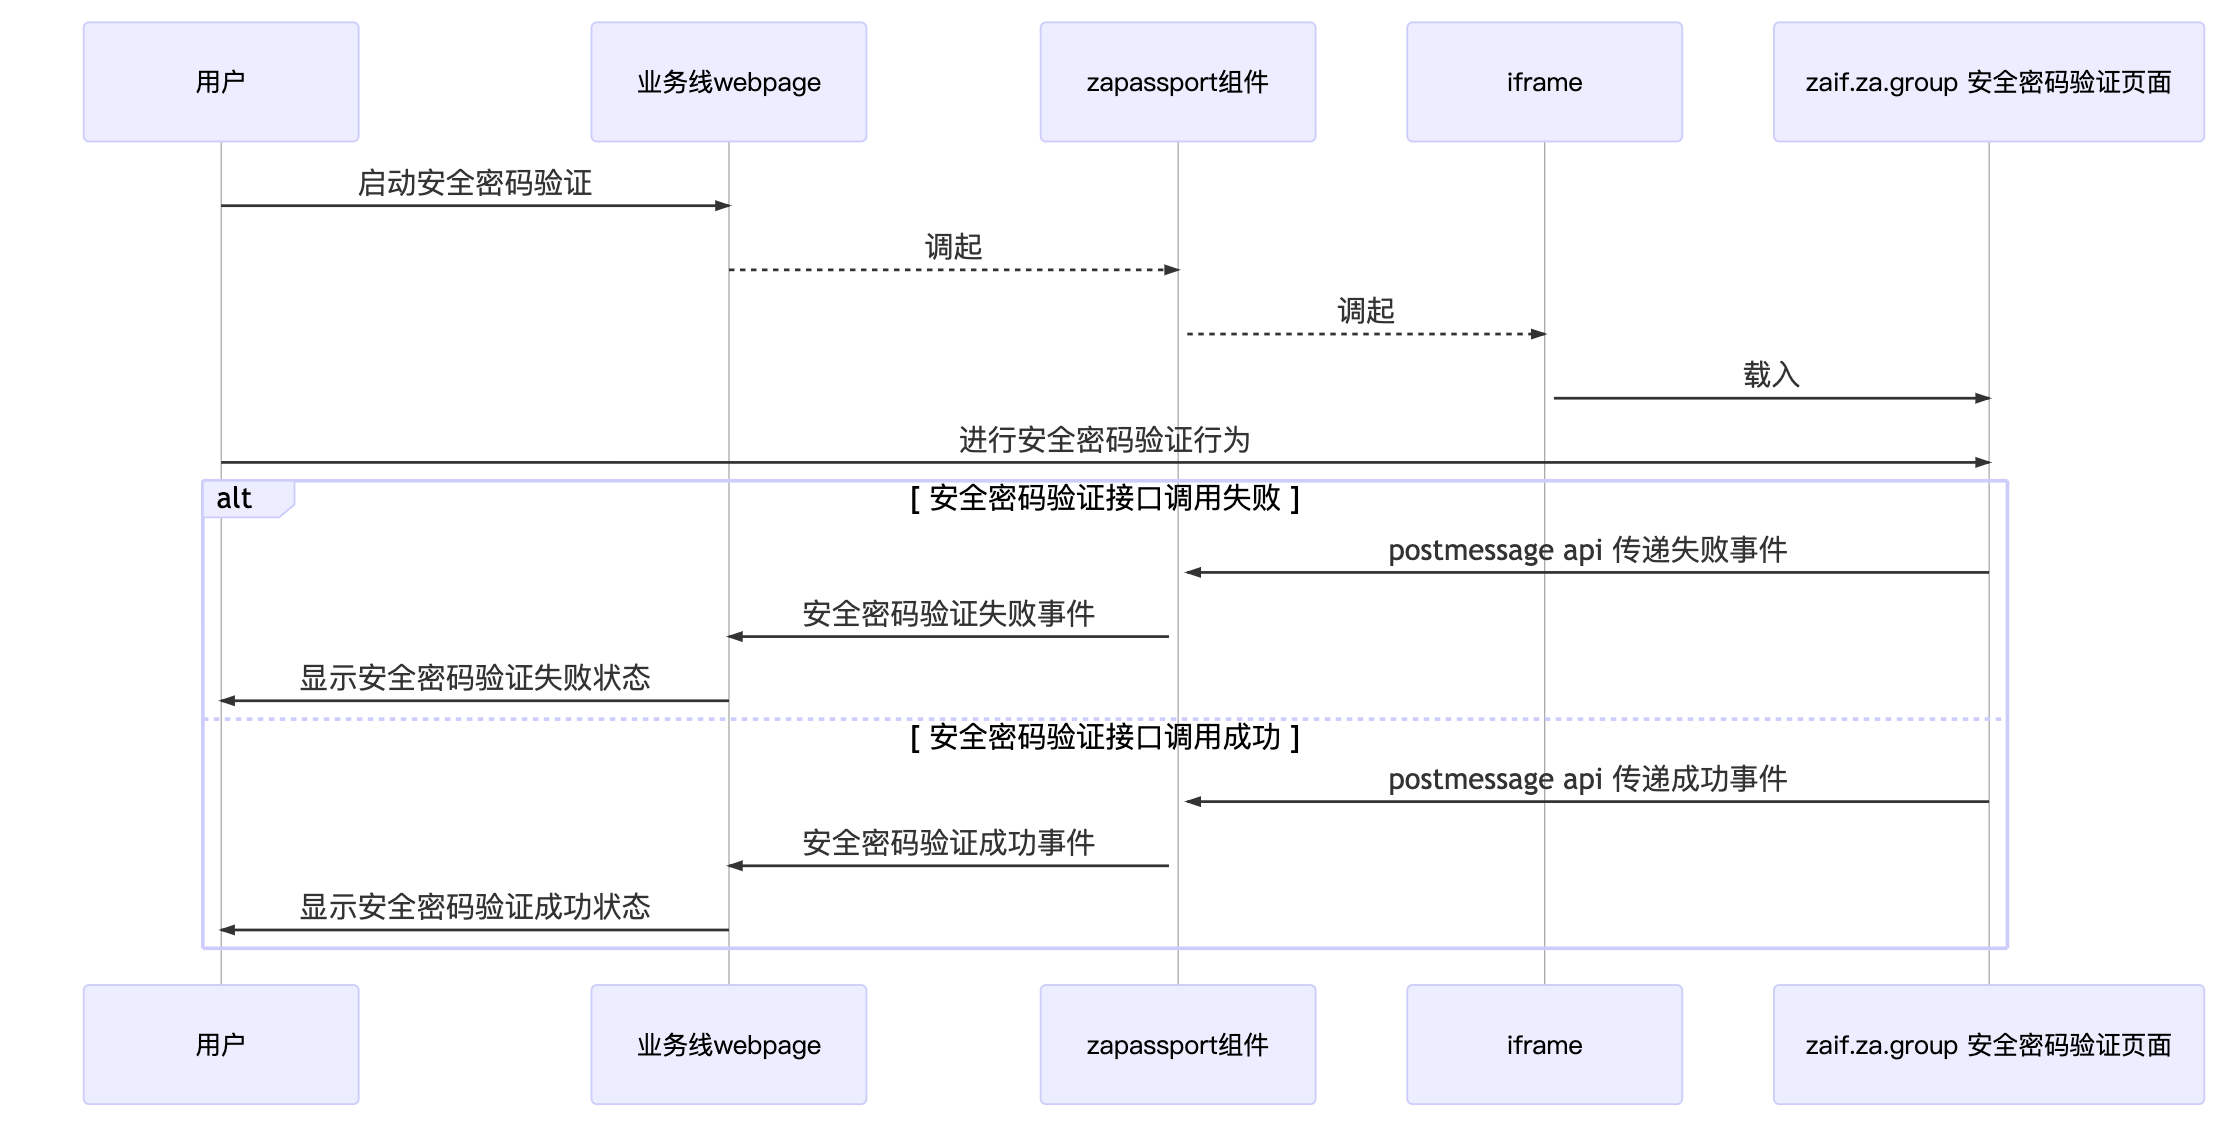 用户
业务线webpage
zapassport组件
iframe
zaif.za.group 安全密码验证页面
启动安全密码验证
调起
调起
载入
进行安全密码验证行为
alt
[ 安全密码验证接口调用失败 ]
postmessage api 传递失败事件
安全密码验证失败事件
显示安全密码验证失败状态
[ 安全密码验证接口调用成功 ]
postmessage api 传递成功事件
安全密码验证成功事件
显示安全密码验证成功状态
用户
业务线webpage
zapassport组件
iframe
zaif.za.group 安全密码验证页面